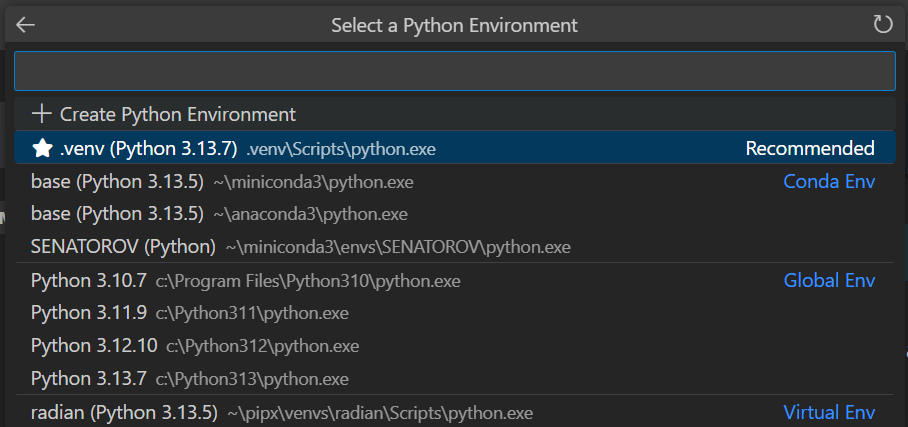 Select a Python Environment
Create Python Environment
.venv (Python 3.13.7) .venv\Scripts\python.exe Recommended
base (Python 3.13.5) ~\miniconda3\python.exe Conda Env
base (Python 3.13.5) ~\anaconda3\python.exe
SENATOROV (Python) ~\miniconda3\envs\SENATOROV\python.exe
Python 3.10.7 c:\Program Files\Python310\python.exe Global Env
Python 3.11.9 c:\Python311\python.exe
Python 3.12.10 c:\Python312\python.exe
Python 3.13.7 c:\Python313\python.exe
radian (Python 3.13.5) ~\pipx\venvs\radian\Scripts\python.exe Virtual Env